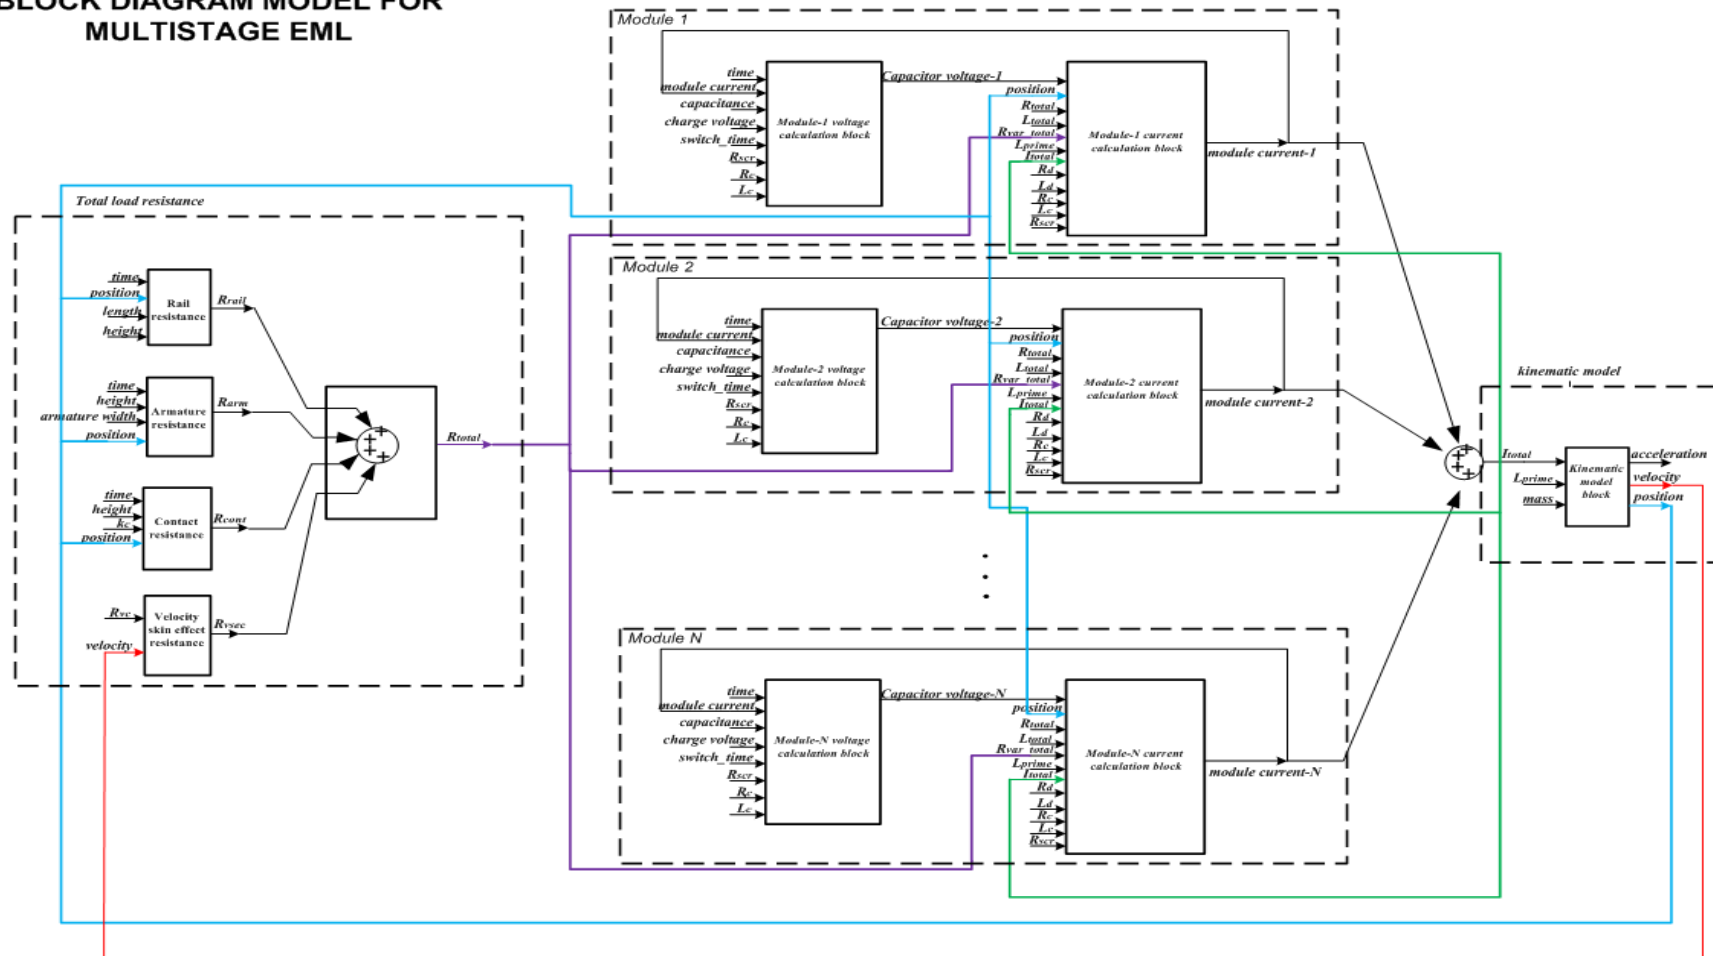 BLOCK DIAGRAM MODEL FOR
MULTISTAGE EML
Total load resistance
time
position
length
height
Rail
resistance
Rrail
time
height
armature width
position
Armature
resistance
Rarm
time
height
kc
position
Contact
resistance
Rcont
Rvc
velocity
Velocity
skin effect
resistance
Rvsec
+
+
+
+
Rtotal
Module 1
time
module current
capacitance
charge voltage
switch_time
Rscr
Rc
Lc
Module-1 voltage
calculation block
Capacitor voltage-1
position
Rtotal
Ltotal
Rvar_total
Lprime
Itotal
Rd
Ld
Rc
Lc
Rscr
Module-1 current
calculation block
module current-1
Module 2
time
module current
capacitance
charge voltage
switch_time
Rscr
Rc
Lc
Module-2 voltage
calculation block
Capacitor voltage-2
position
Rtotal
Ltotal
Rvar_total
Lprime
Itotal
Rd
Ld
Rc
Lc
Rscr
Module-2 current
calculation block
module current-2
Module N
time
module current
capacitance
charge voltage
switch_time
Rscr
Rc
Lc
Module-N voltage
calculation block
Capacitor voltage-N
position
Rtotal
Ltotal
Rvar_total
Lprime
Itotal
Rd
Ld
Rc
Lc
Rscr
Module-N current
calculation block
module current-N
+
+
+
+
kinematic model
Itotal
Lprime
mass
Kinematic
model
block
acceleration
velocity
position